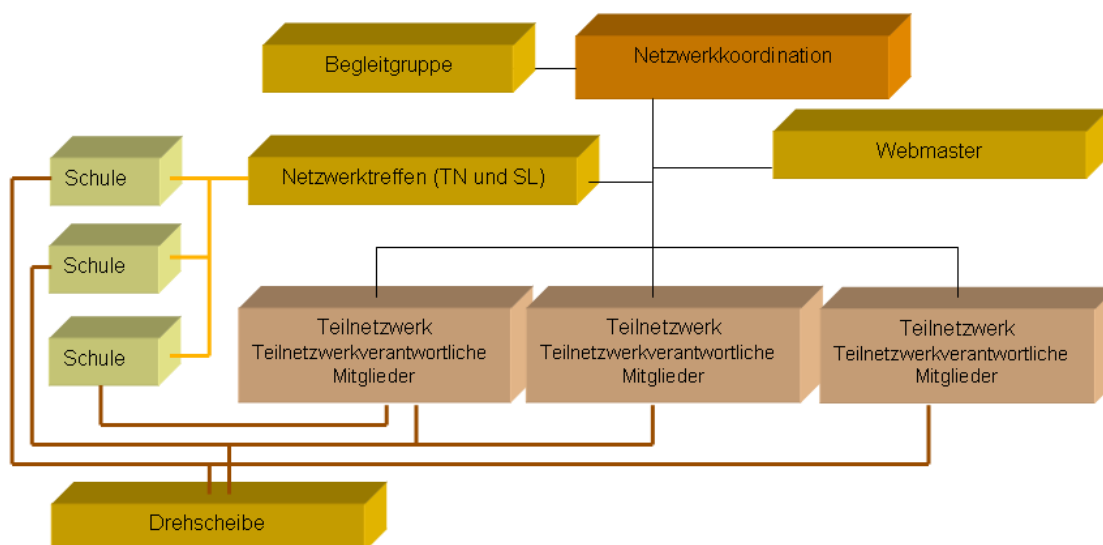 Begleitgruppe
Netzwerkkoordination
Webmaster
Schule
Netzwerktreffen (TN und SL)
Schule
Schule
Teilnetzwerk
Teilnetzwerkverantwortliche
Mitglieder
Teilnetzwerk
Teilnetzwerkverantwortliche
Mitglieder
Teilnetzwerk
Teilnetzwerkverantwortliche
Mitglieder
Drehscheibe